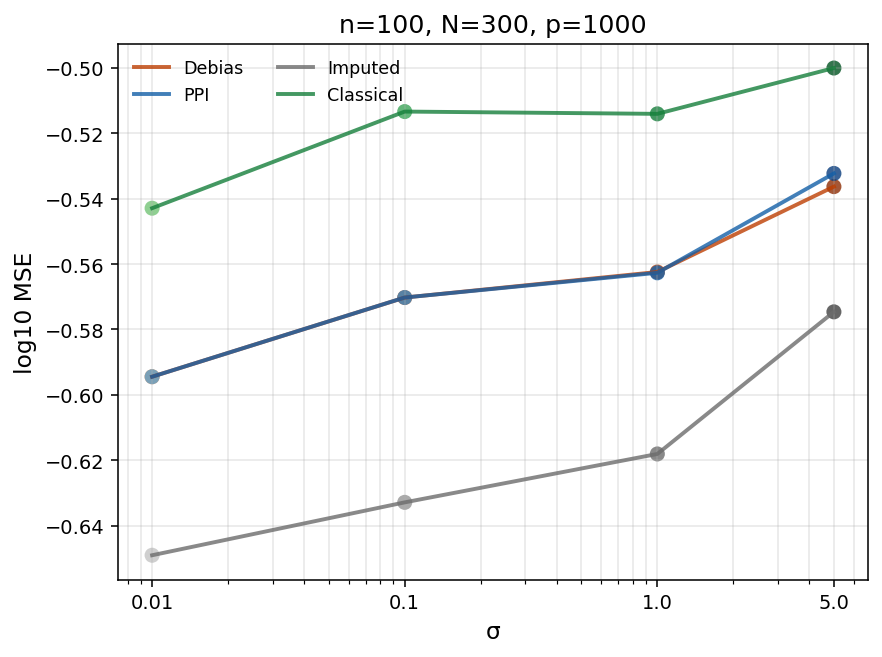 n=100, N=300, p=1000
Debias
PPI
Imputed
Classical
log10 MSE
−0.50
−0.52
−0.54
−0.56
−0.58
−0.60
−0.62
−0.64
0.01
0.1
1.0
5.0
σ